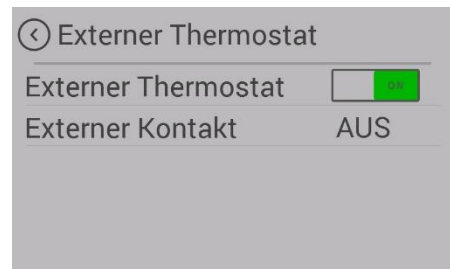 Externer Thermostat
Externer Thermostat ON
Externer Kontakt AUS